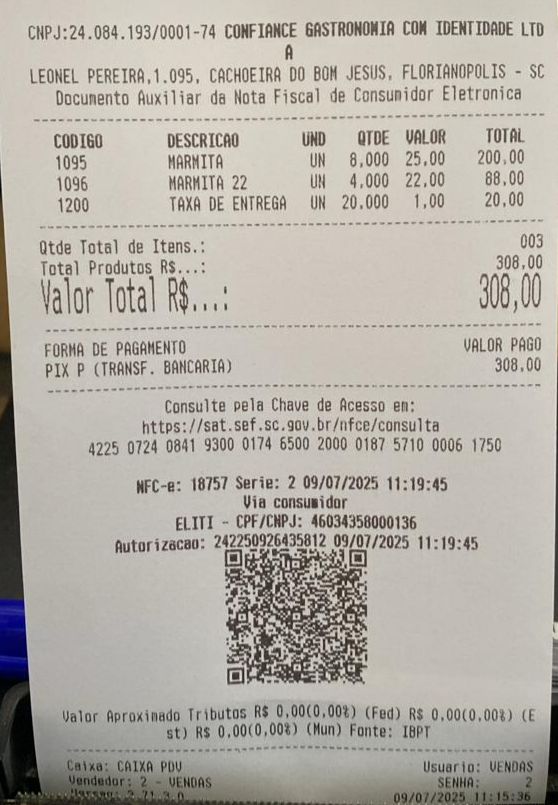 CNPJ:24.084.193/0001-74 CONFIANCE GASTRONOMIA COM IDENTIDADE LTD
A
LEONEL PEREIRA,1.095, CACHOEIRA DO BOM JESUS, FLORIANOPOLIS - SC
Documento Auxiliar da Nota Fiscal de Consumidor Eletronica
CODIGO DESCRICAO UND QTDE VALOR TOTAL
1095 MARMITA UN 8,000 25,00 200,00
1096 MARMITA 22 UN 4,000 22,00 88,00
1200 TAXA DE ENTREGA UN 20,000 1,00 20,00
Qtde Total de Itens.: 003
Total Produtos R$...: 308,00
Valor Total R$...: 308,00
FORMA DE PAGAMENTO VALOR PAGO
PIX P (TRANSF. BANCARIA) 308,00
Consulte pela Chave de Acesso em:
https://sat.sef.sc.gov.br/nfce/consulta
4225 0724 0841 9300 0174 6500 2000 0187 5710 0006 1750
NFC-e: 18757 Serie: 2 09/07/2025 11:19:45
Via consumidor
ELITI - CPF/CNPJ: 46034358000136
Autorizacao: 242250926435812 09/07/2025 11:19:45
Valor Aproximado Tributos R$ 0,00(0,00%) (Fed) R$ 0,00(0,00%) (E
st) R$ 0,00(0,00%) (Mun) Fonte: IBPT
Caixa: CAIXA PDV Usuario: VENDAS
Vendedor: 2 - VENDAS SENHA: 2
09/07/2025 11:15:36